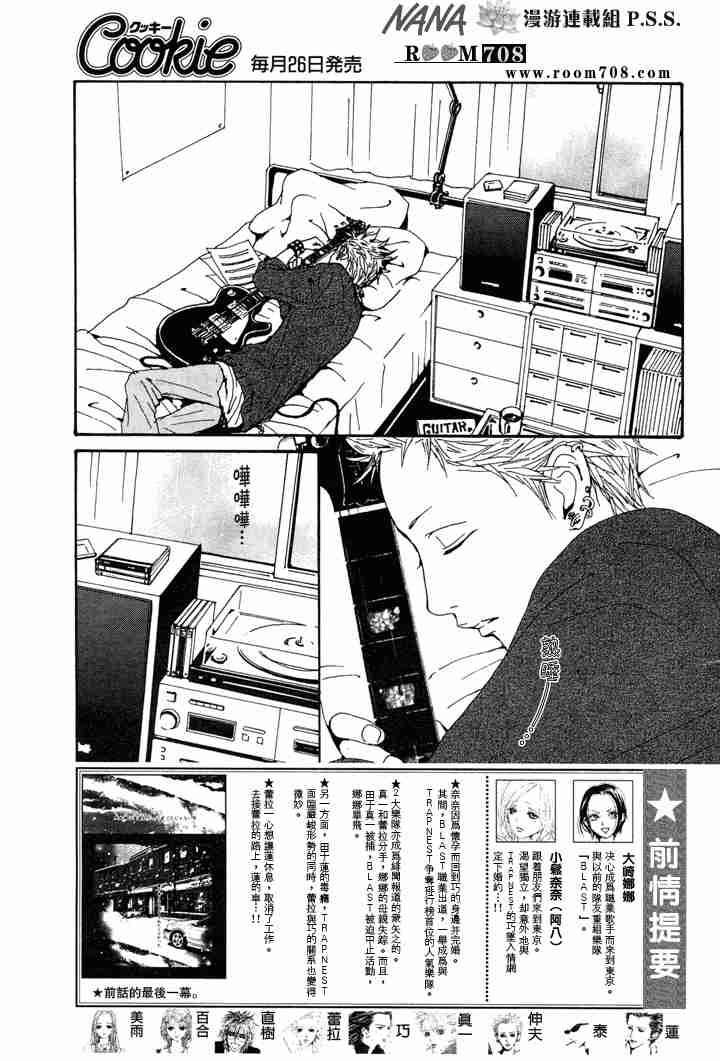 クッキー
Cookie
毎月26日発売
NANA
漫游連載組 P.S.S.
ROOM 708
www.room708.com
GUITAR
嘩嘩嘩…
熟睡……
★前情提要
大崎娜娜
决心成爲職業歌手而來到東京。
與以前的隊友重組樂隊
「BLAST」。
小鬆奈奈（阿八）
跟着朋友們來到東京。
渴望獨立，却意外地與
TRAPNEST的巧墜入情網
定下婚約…!!
★奈奈因爲懷孕而回到巧的身邊并完婚。
其間，BLAST職業出道，一舉成爲與
TRAPNEST争奪排行榜首位的人氣樂隊。
★2大樂隊亦成爲緋聞報道的衆矢之的。
真一和蕾拉分手，娜娜的母親失踪。而且，
由于真一被捕，BLAST被迫中止活動，
娜娜單飛。
★另一方面，由于蓮的毒癮，TRAPNEST
面臨嚴峻形勢的同時，蕾拉與巧的關系也變得
微妙。
★蕾拉一心想讓蓮休息，取消了工作。
去接蕾拉的路上，蓮的車…!!
★前話的最後一幕。
美雨
百合
直樹
蕾拉
巧
眞一
伸夫
泰
蓮